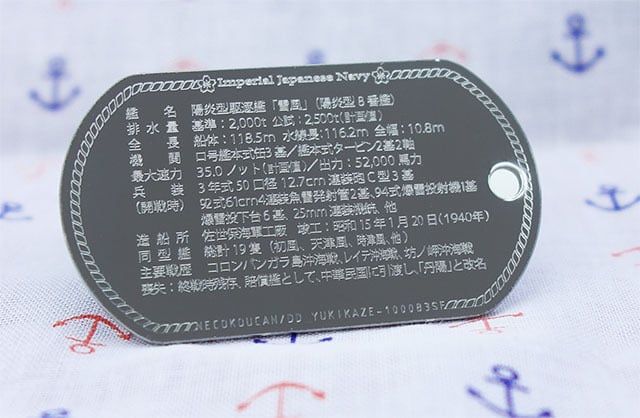 Imperial Japanese Navy
艦名 陽炎型駆逐艦「雪風」(陽炎型8番艦)
排水量 基準:2,000t 公試:2,500t(計画値)
全長 船体:118.5m 水線長:116.2m 全幅:10.8m
機関 ロ号艦本式缶3基/艦本式タービン2基2軸
最大速力 35.0ノット(計画値)/出力:52,000馬力
兵装 3年式50口径12.7cm連装砲C型3基
(開戦時) 92式61cm4連装魚雷発射管2基、94式爆雷投射機1基
爆雷投下台6基、25mm連装機銃、他
造船所 佐世保海軍工廠 竣工:昭和15年1月20日(1940年)
同型艦 総計19隻(初風、天津風、時津風、他)
主要戦歴 コロンバンガラ島沖海戦、レイテ沖海戦、坊ノ岬沖海戦
喪失:終戦時残存、賠償艦として、中華民国に引渡し、「丹陽」と改名
NECOKOUCAN/DD YUKIKAZE-100083SF